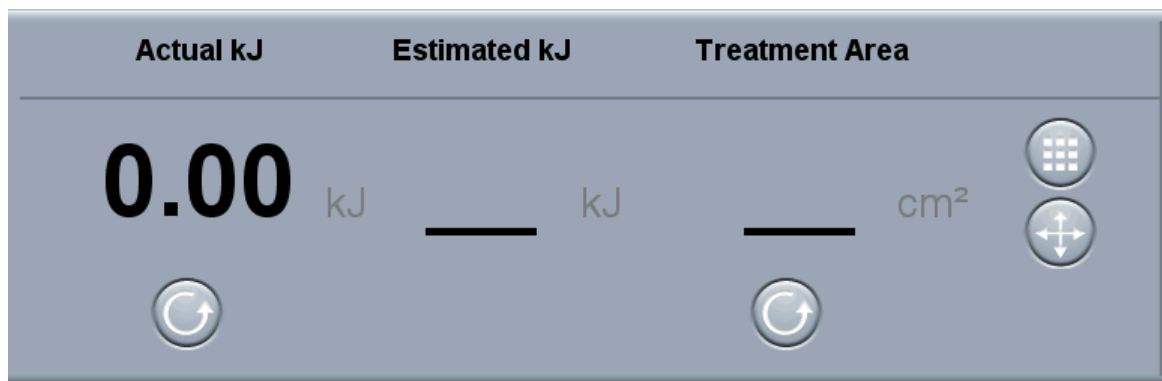 Actual kJ Estimated kJ Treatment Area
0.00 kJ kJ cm²